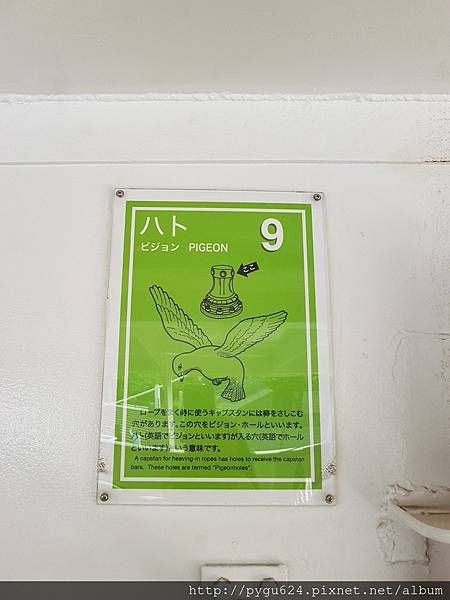 ハト
ピジョン PIGEON
9
ここ
ロープをまく時に使うキャプスタンには棒をさしこむ
穴があります。この穴をピジョン・ホールといいます。
ハト(英語でピジョンといいます)が入る穴(英語でホール
といいます)という意味です。
A capstan for heaving-in ropes has holes to receive the capstan
bars. These holes are termed "Pigeonholes".
http://pygu624.pixnet.net/album